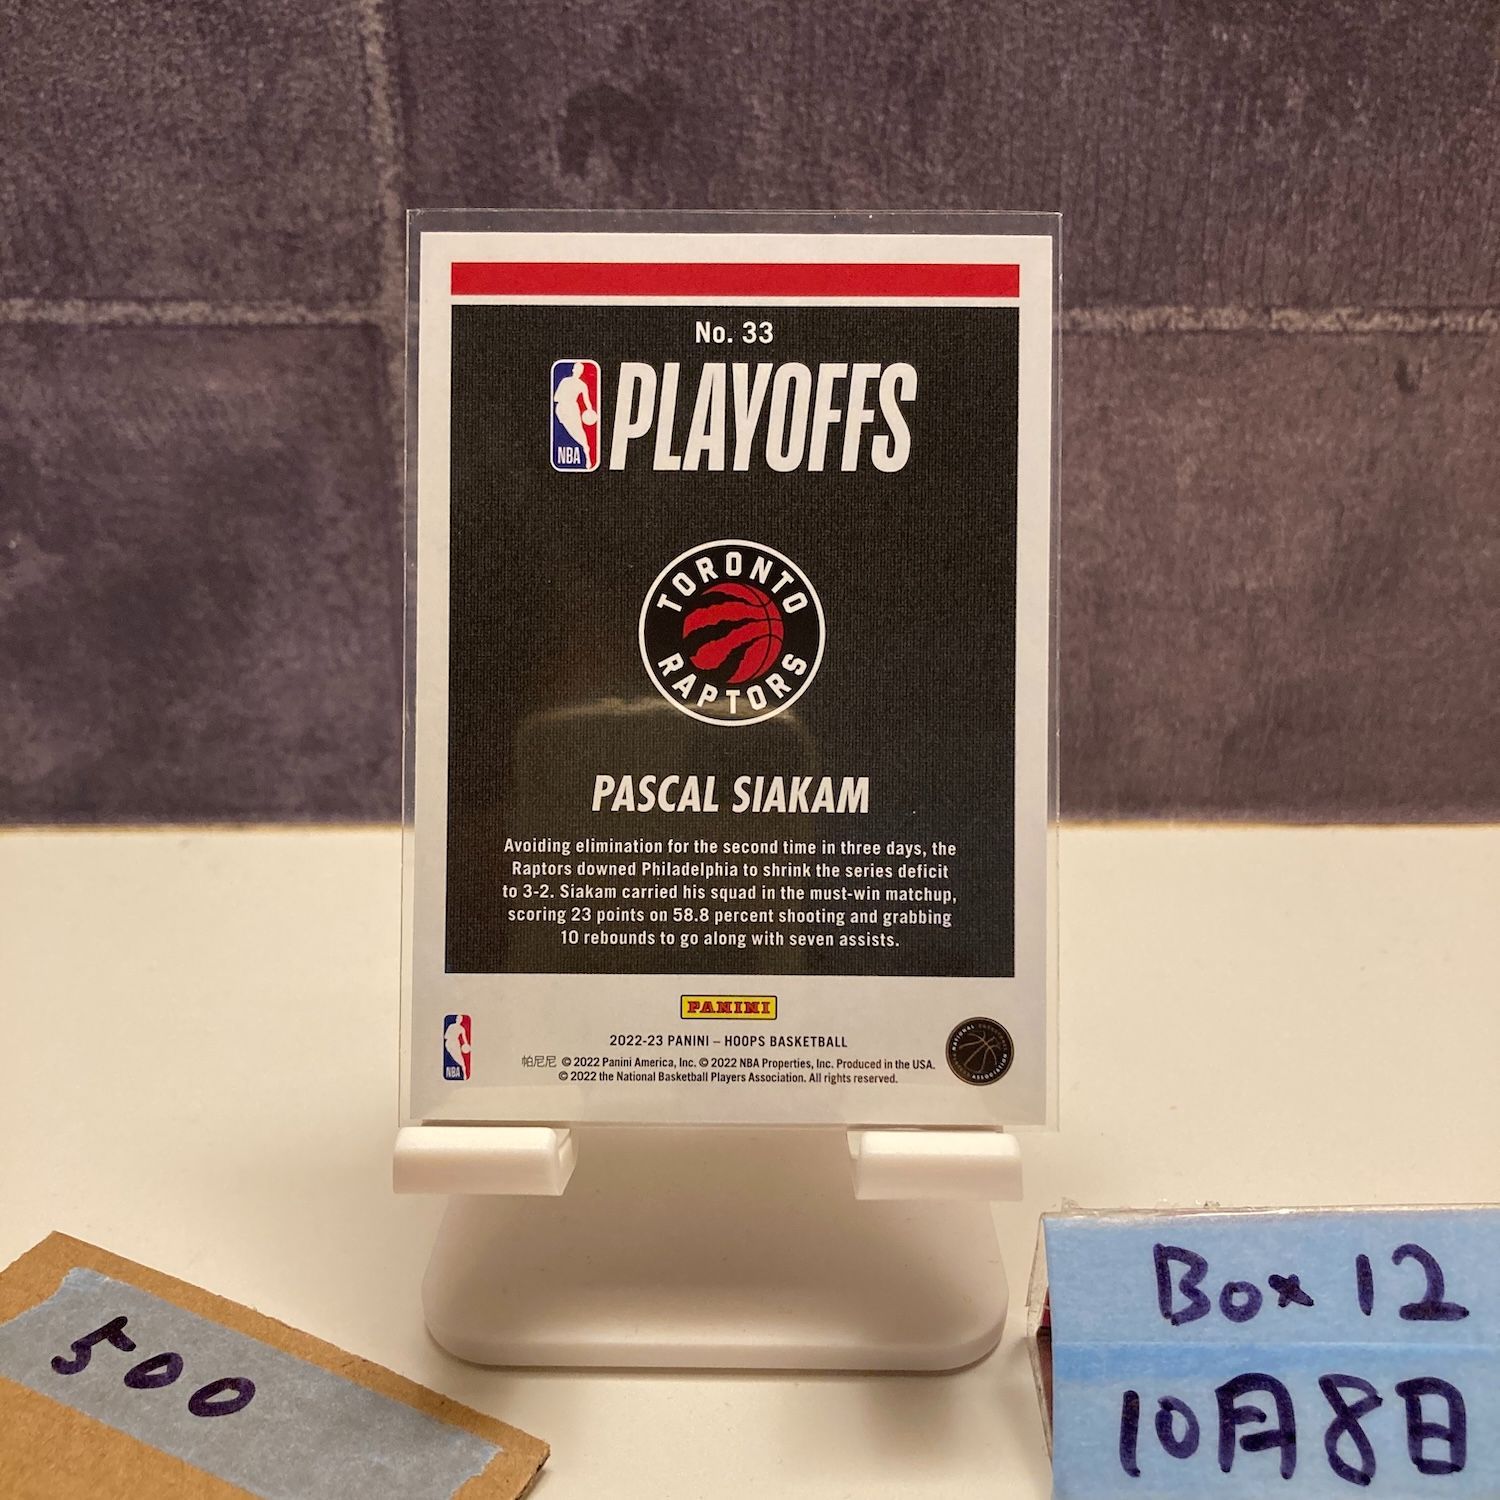 No. 33
NBA PLAYOFFS
TORONTO
RAPTORS
PASCAL SIAKAM
Avoiding elimination for the second time in three days, the
Raptors downed Philadelphia to shrink the series deficit
to 3-2. Siakam carried his squad in the must-win matchup,
scoring 23 points on 58.8 percent shooting and grabbing
10 rebounds to go along with seven assists.
PANINI
2022-23 PANINI – HOOPS BASKETBALL
帕尼尼 © 2022 Panini America, Inc. © 2022 NBA Properties, Inc. Produced in the USA.
© 2022 the National Basketball Players Association. All rights reserved.
NBA
NATIONAL BASKETBALL
PLAYERS ASSOCIATION
500
Box 12
10月8日